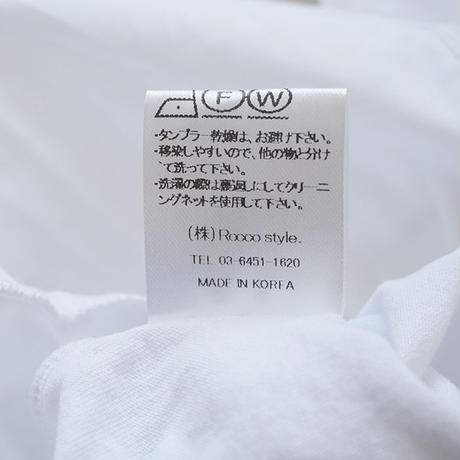 F W
・タンブラー乾燥は、お避け下さい。
・移染しやすいので、他の物と分け
て洗って下さい。
・洗濯の際は裏返しにしてクリーニ
ングネットを使用して下さい。
(株) Rocco style.
TEL 03-6451-1620
MADE IN KOREA